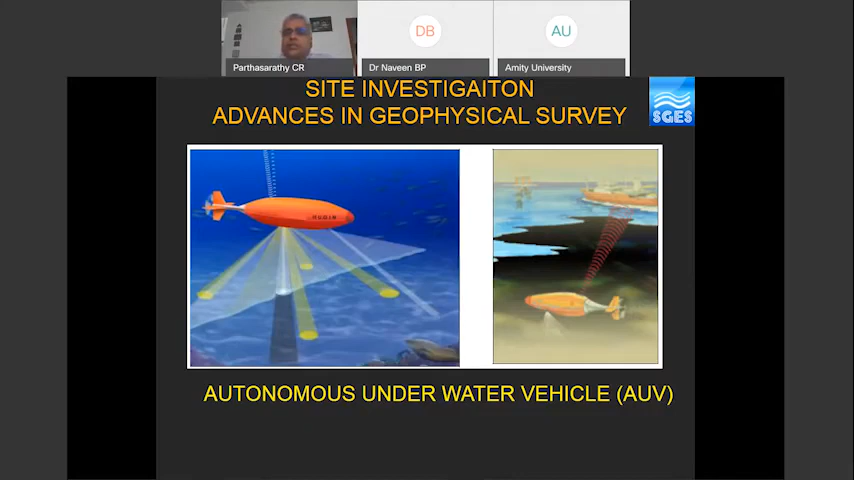 DB
AU
Parthasarathy CR
Dr Naveen BP
Amity University
SITE INVESTIGAITON
ADVANCES IN GEOPHYSICAL SURVEY
SGES
HUGIN
AUTONOMOUS UNDER WATER VEHICLE (AUV)